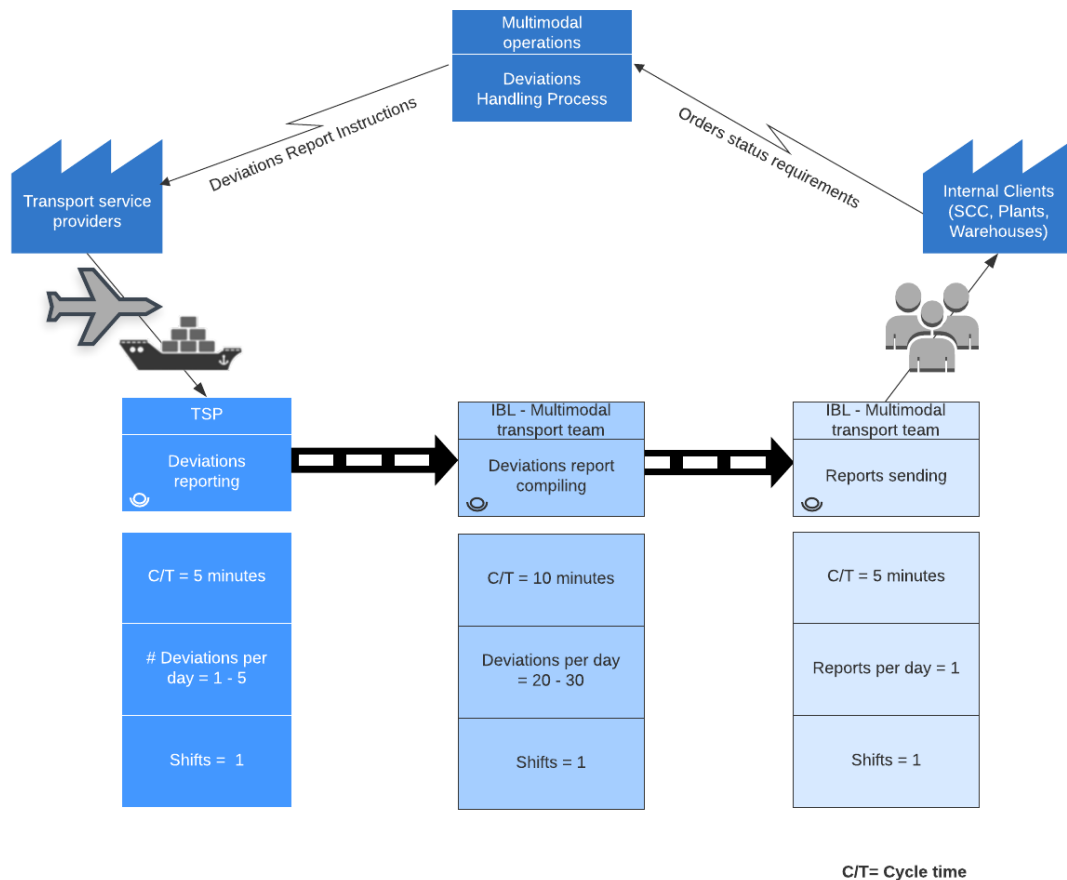 Multimodal
operations
Deviations
Handling Process
Deviations Report Instructions
Orders status requirements
Transport service
providers
Internal Clients
(SCC, Plants,
Warehouses)
TSP
Deviations
reporting
IBL - Multimodal
transport team
Deviations report
compiling
IBL - Multimodal
transport team
Reports sending
C/T = 5 minutes
C/T = 10 minutes
C/T = 5 minutes
# Deviations per
day = 1 - 5
Deviations per day
= 20 - 30
Reports per day = 1
Shifts =  1
Shifts = 1
Shifts = 1
C/T= Cycle time